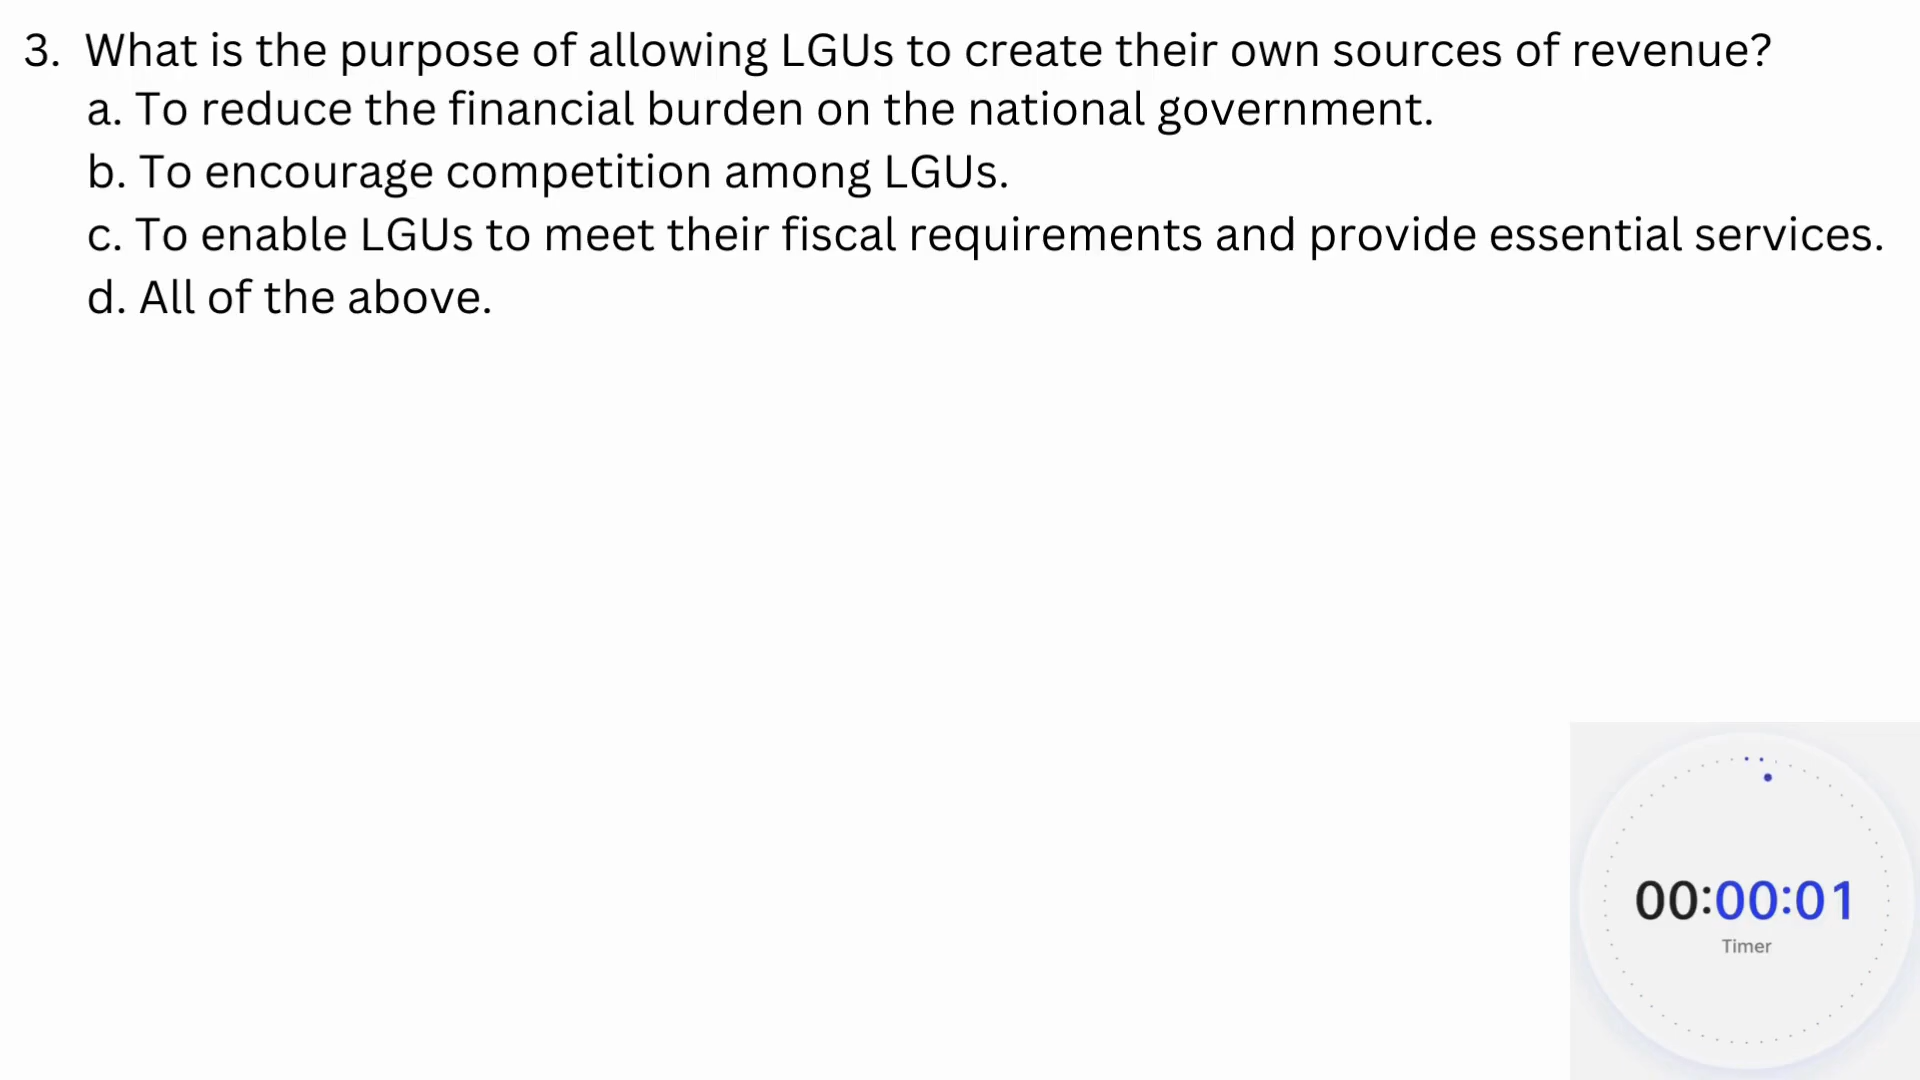 3. What is the purpose of allowing LGUs to create their own sources of revenue?
a. To reduce the financial burden on the national government.
b. To encourage competition among LGUs.
c. To enable LGUs to meet their fiscal requirements and provide essential services.
d. All of the above.
00:00:01
Timer